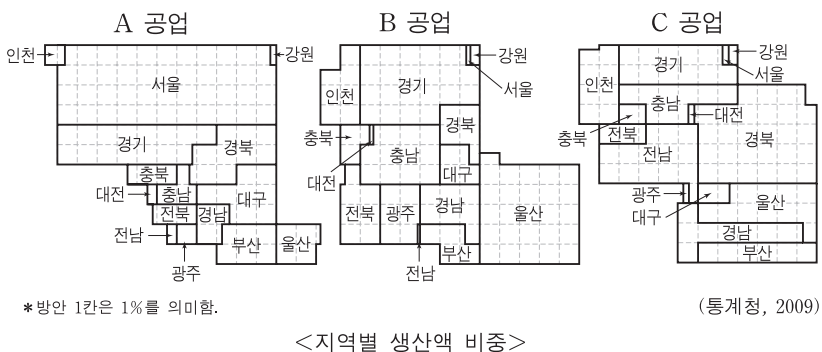 A 공업
B 공업
C 공업
인천
강원
서울
경기
경북
충북
대전
충남
대구
전북
경남
전남
부산
울산
광주
강원
경기
서울
인천
경북
충북
충남
대전
대구
전북
광주
경남
울산
부산
전남
강원
경기
서울
인천
충남
대전
충북
전북
경북
전남
광주
대구
울산
경남
부산
*방안 1칸은 1%를 의미함.
(통계청, 2009)
<지역별 생산액 비중>